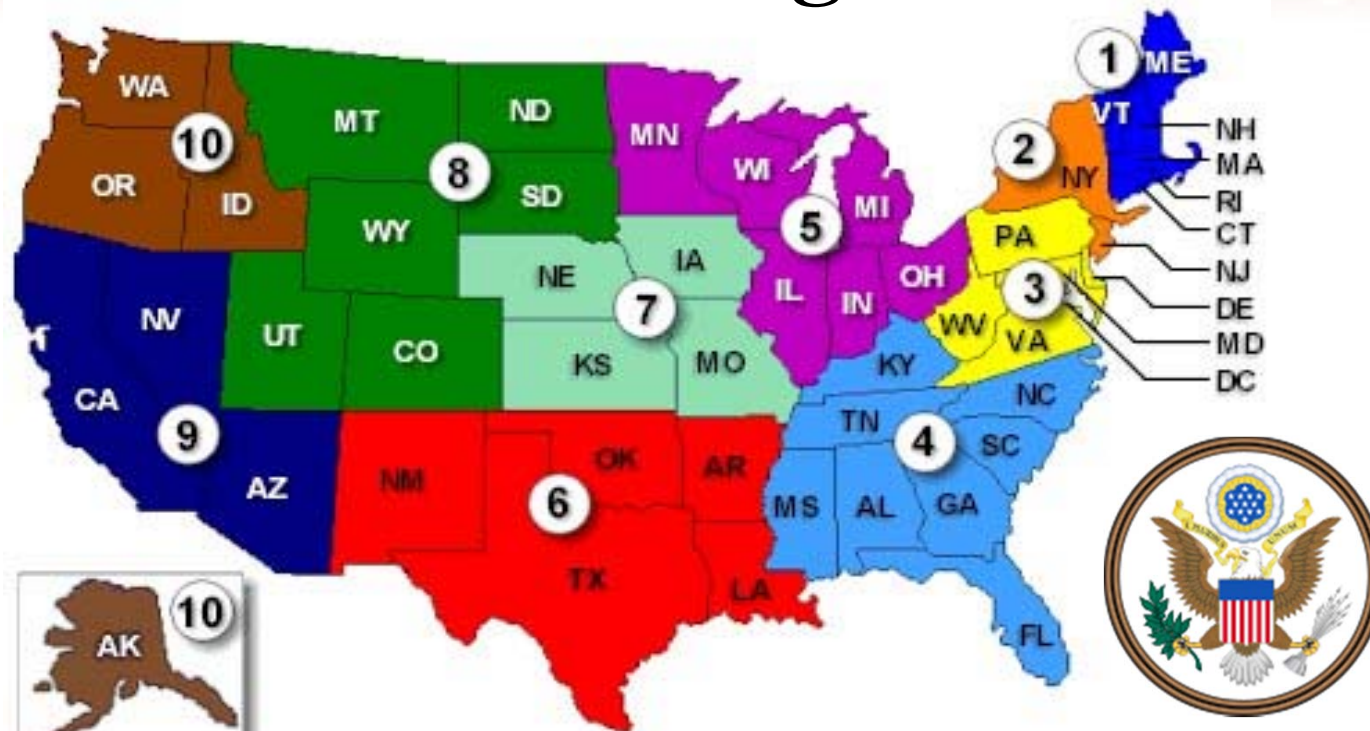 g
1
ME
WA
VT
MT
ND
MN
NH
10
2
WI
MA
8
NY
OR
SD
MI
RI
ID
5
CT
WY
PA
IA
NE
OH
NJ
IL
IN
3
DE
7
NV
WV
UT
VA
MD
CO
KS
MO
KY
DC
CA
NC
TN
9
4
SC
OK
AR
AZ
NM
6
MS
AL
GA
TX
LA
10
FL
AK